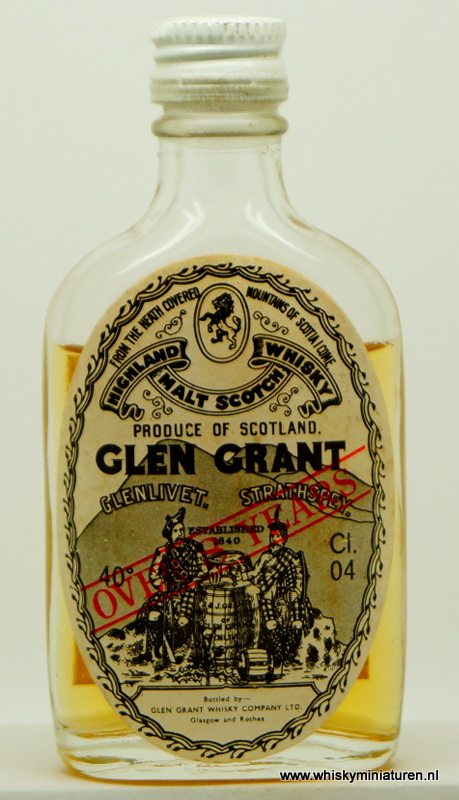 FROM THE HEATH COVERED MOUNTAINS OF SCOTIA I COME
HIGHLAND WHISKY
MALT SCOTCH
PRODUCE OF SCOTLAND.
GLEN GRANT
GLENLIVET. STRATHSPEY.
ESTABLISHED
1840
OVER YEARS
40° Cl.
04
Bottled by—
GLEN GRANT WHISKY COMPANY LTD.
Glasgow and Rothes
www.whiskyminiaturen.nl